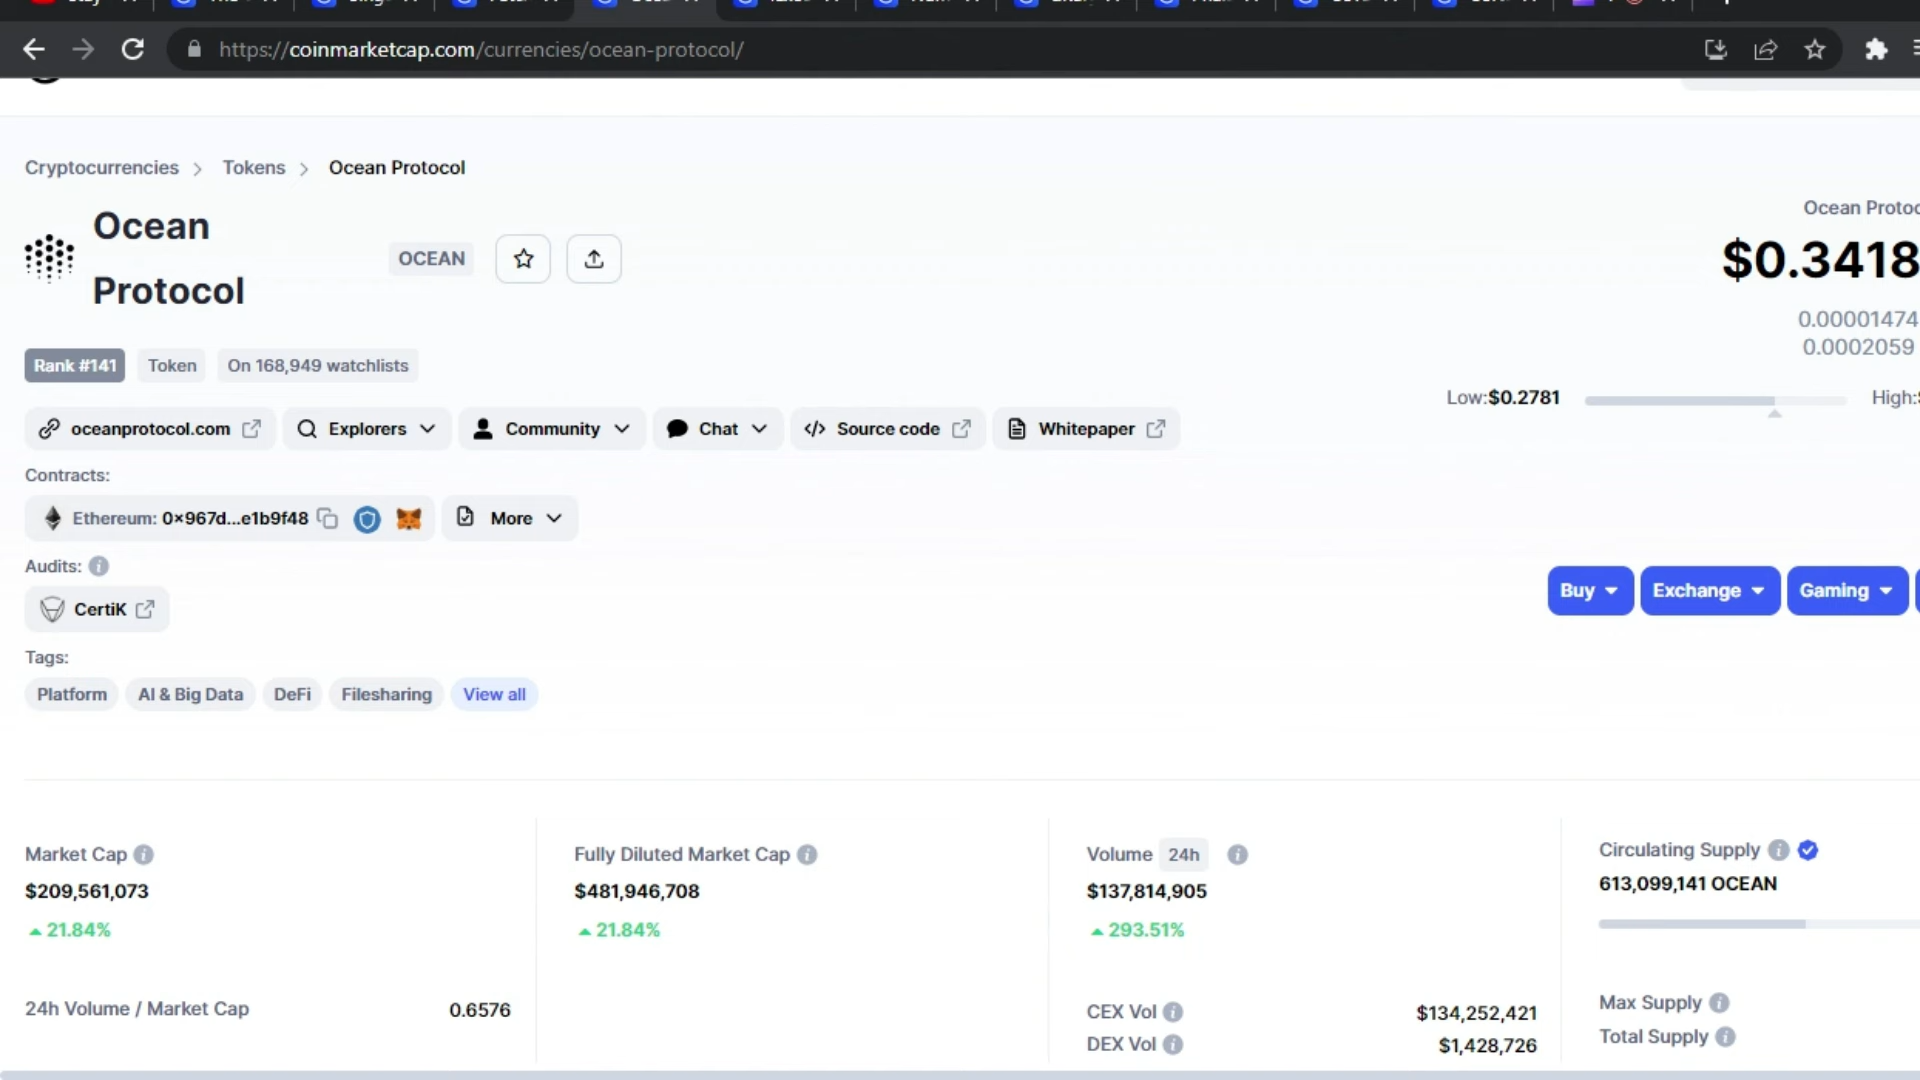 https://coinmarketcap.com/currencies/ocean-protocol/
Cryptocurrencies Tokens Ocean Protocol
Ocean Protocol OCEAN
Rank #141 Token On 168,949 watchlists
oceanprotocol.com Explorers Community Chat </> Source code Whitepaper
Contracts:
Ethereum: 0×967d...e1b9f48 More
Audits:
CertiK
Tags:
Platform AI & Big Data DeFi Filesharing View all
Ocean
$0.3418
0.00001474
0.0002059
Low:$0.2781 High:
Buy Exchange Gaming
Market Cap
$209,561,073
21.84%
24h Volume / Market Cap 0.6576
Fully Diluted Market Cap
$481,946,708
21.84%
Volume 24h
$137,814,905
293.51%
CEX Vol $134,252,421
DEX Vol $1,428,726
Circulating Supply
613,099,141 OCEAN
Max Supply
Total Supply